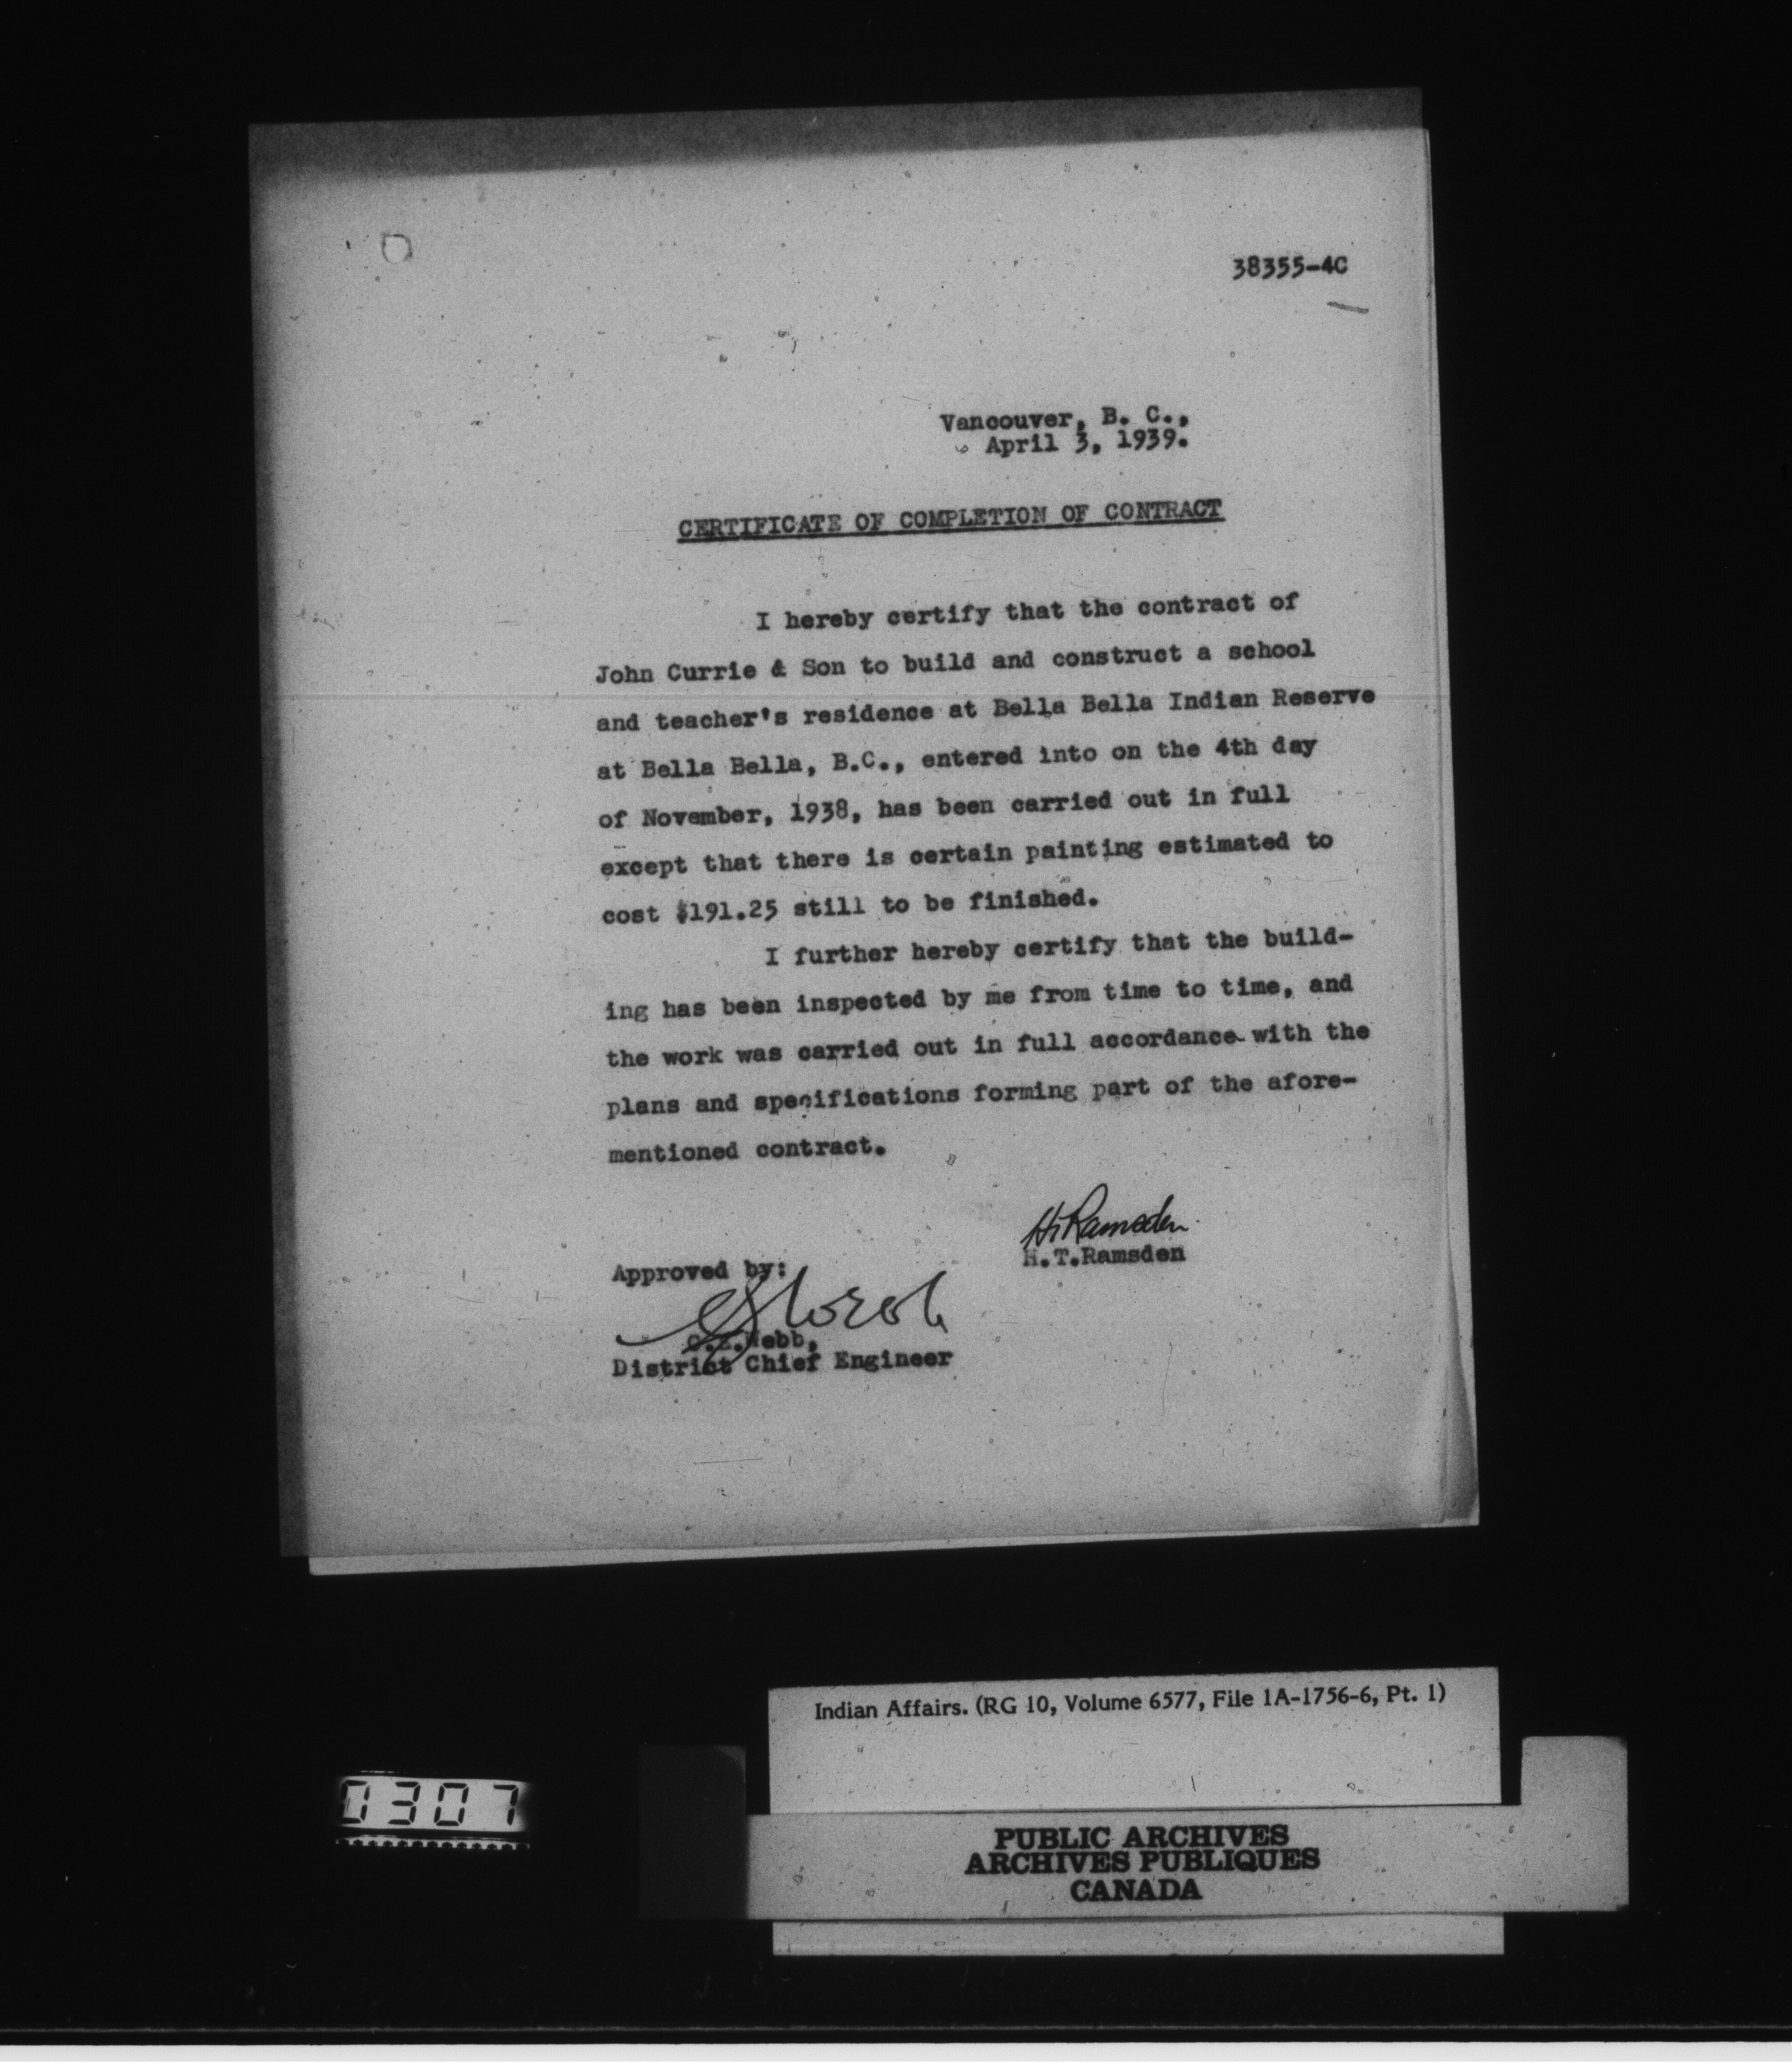 38355-4C
Vancouver, B. C.,
April 3, 1939.
CERTIFICATE OF COMPLETION OF CONTRACT
I hereby certify that the contract of
John Currie & Son to build and construct a school
and teacher's residence at Bella Bella Indian Reserve
at Bella Bella, B.C., entered into on the 4th day
of November, 1938, has been carried out in full
except that there is certain painting estimated to
cost $191.25 still to be finished.
I further hereby certify that the build-
ing has been inspected by me from time to time, and
the work was carried out in full accordance with the
plans and specifications forming part of the afore-
mentioned contract.
H. Ramsden
H.T.Ramsden
Approved by:
Webb,
District Chief Engineer
Indian Affairs. (RG 10, Volume 6577, File 1A-1756-6, Pt. 1)
0307
PUBLIC ARCHIVES
ARCHIVES PUBLIQUES
CANADA